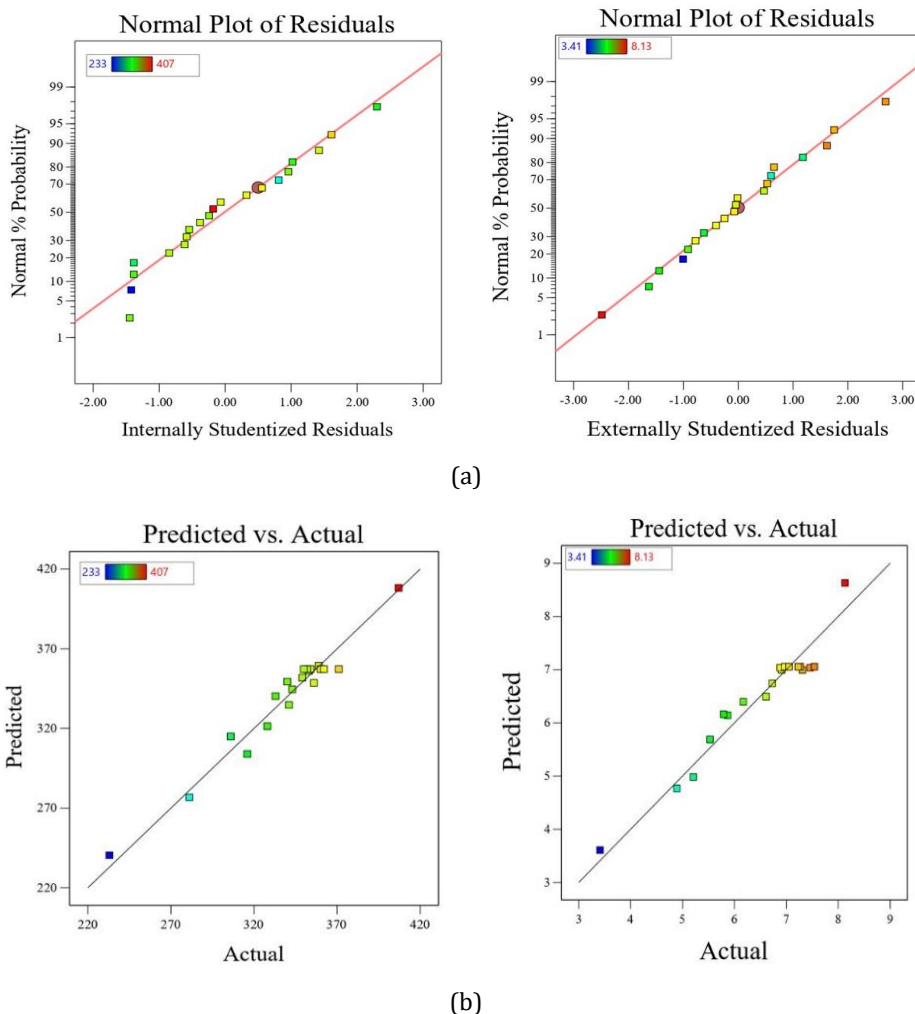 Normal Plot of Residuals
233 407
Normal % Probability
99
95
90
80
70
50
30
20
10
5
1
-2.00 -1.00 0.00 1.00 2.00 3.00
Internally Studentized Residuals
Normal Plot of Residuals
3.41 8.13
Normal % Probability
99
95
90
80
70
50
30
20
10
5
1
-3.00 -2.00 -1.00 0.00 1.00 2.00 3.00
Externally Studentized Residuals
(a)
Predicted vs. Actual
233 407
Predicted
420
370
320
270
220
220 270 320 370 420
Actual
Predicted vs. Actual
3.41 8.13
Predicted
9
8
7
6
5
4
3
3 4 5 6 7 8 9
Actual
(b)